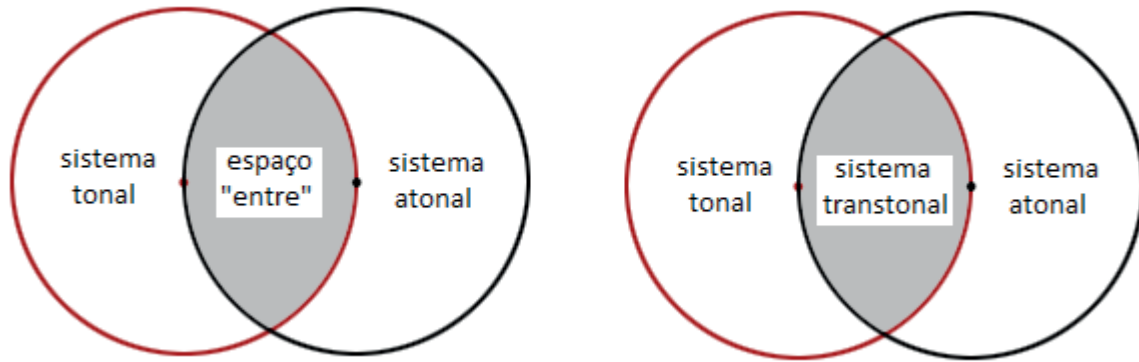 sistema
tonal
espaço
"entre"
sistema
atonal
sistema
tonal
sistema
transtonal
sistema
atonal